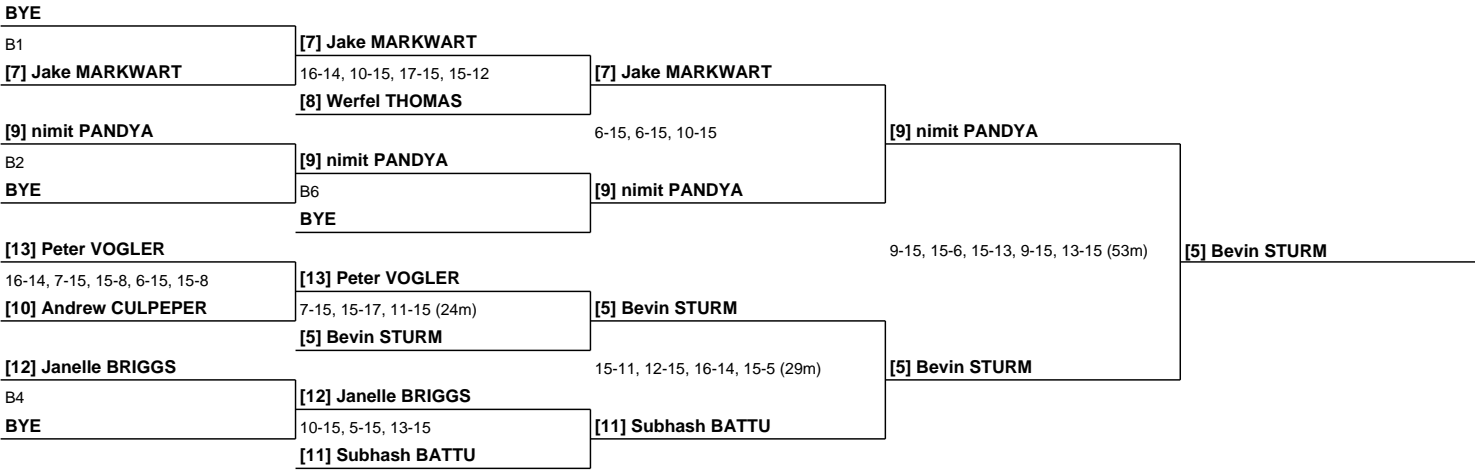 BYE
B1
[7] Jake MARKWART
[7] Jake MARKWART
16-14, 10-15, 17-15, 15-12
[8] Werfel THOMAS
[7] Jake MARKWART
[9] nimit PANDYA
B2
BYE
[9] nimit PANDYA
B6
BYE
6-15, 6-15, 10-15
[9] nimit PANDYA
[9] nimit PANDYA
[13] Peter VOGLER
16-14, 7-15, 15-8, 6-15, 15-8
[10] Andrew CULPEPER
[13] Peter VOGLER
7-15, 15-17, 11-15 (24m)
[5] Bevin STURM
[5] Bevin STURM
[12] Janelle BRIGGS
B4
BYE
[12] Janelle BRIGGS
10-15, 5-15, 13-15
[11] Subhash BATTU
15-11, 12-15, 16-14, 15-5 (29m)
[11] Subhash BATTU
[5] Bevin STURM
9-15, 15-6, 15-13, 9-15, 13-15 (53m)
[5] Bevin STURM